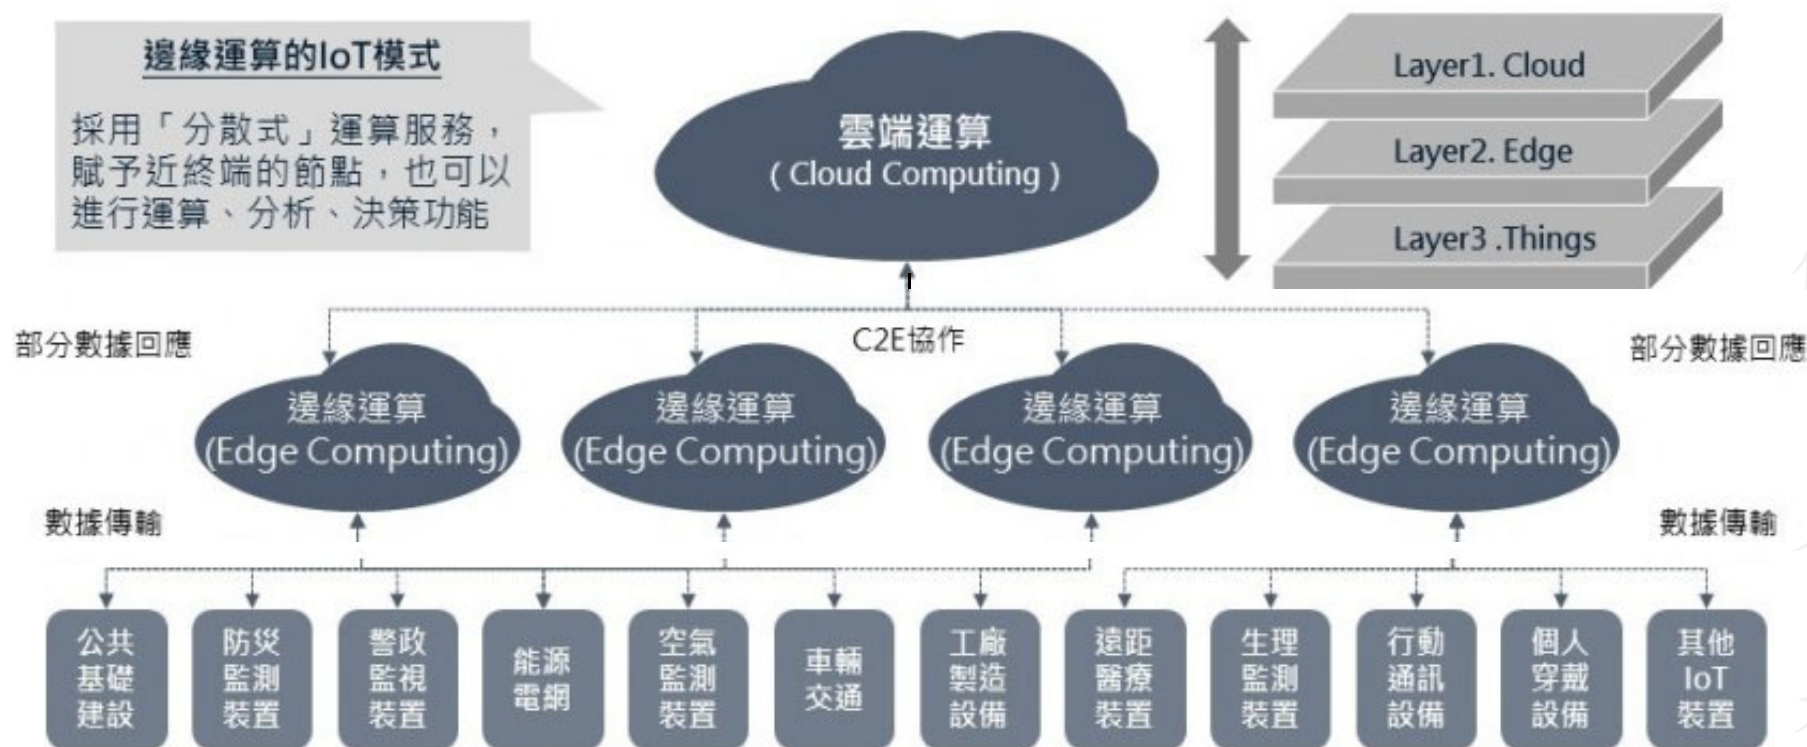 邊緣運算的IoT模式
採用「分散式」運算服務，
賦予近終端的節點，也可以
進行運算、分析、決策功能
雲端運算
( Cloud Computing )
Layer1. Cloud
Layer2. Edge
Layer3 .Things
部分數據回應
C2E協作
部分數據回應
邊緣運算
(Edge Computing)
邊緣運算
(Edge Computing)
邊緣運算
(Edge Computing)
邊緣運算
(Edge Computing)
數據傳輸
數據傳輸
公共
基礎
建設
防災
監測
裝置
警政
監視
裝置
能源
電網
空氣
監測
裝置
車輛
交通
工廠
製造
設備
遠距
醫療
裝置
生理
監測
裝置
行動
通訊
設備
個人
穿戴
設備
其他
IoT
裝置